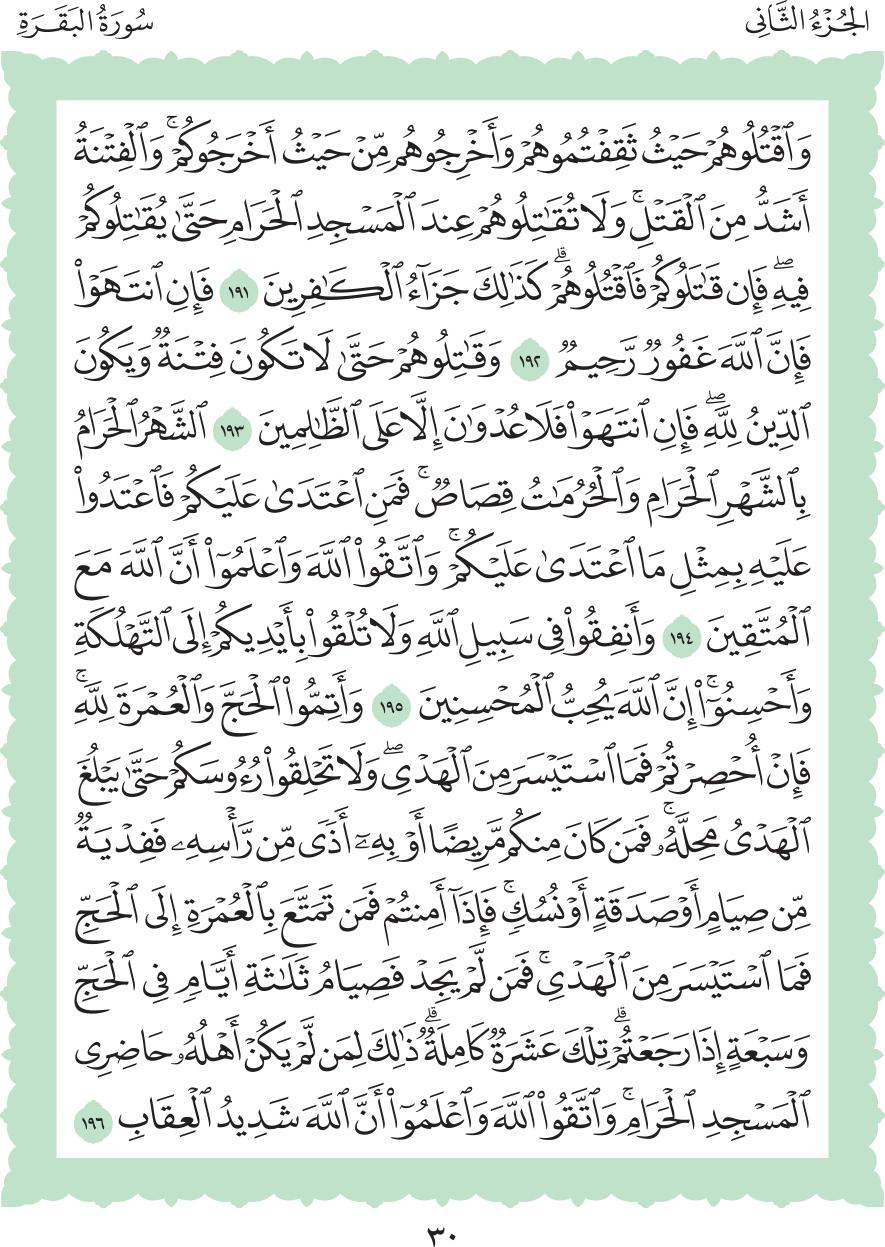 الجُزْءُ الثَّانِي
سُورَةُ البَقَرَةِ
وَٱقۡتُلُوهُمۡ حَيۡثُ ثَقِفۡتُمُوهُمۡ وَأَخۡرِجُوهُم مِّنۡ حَيۡثُ أَخۡرَجُوكُمۡۚ وَٱلۡفِتۡنَةُ
أَشَدُّ مِنَ ٱلۡقَتۡلِۚ وَلَا تُقَٰتِلُوهُمۡ عِندَ ٱلۡمَسۡجِدِ ٱلۡحَرَامِ حَتَّىٰ يُقَٰتِلُوكُمۡ
فِيهِۖ فَإِن قَٰتَلُوكُمۡ فَٱقۡتُلُوهُمۡۗ كَذَٰلِكَ جَزَآءُ ٱلۡكَٰفِرِينَ ١٩١ فَإِنِ ٱنتَهَوۡاْ
فَإِنَّ ٱللَّهَ غَفُورٞ رَّحِيمٞ ١٩٢ وَقَٰتِلُوهُمۡ حَتَّىٰ لَا تَكُونَ فِتۡنَةٞ وَيَكُونَ
ٱلدِّينُ لِلَّهِۖ فَإِنِ ٱنتَهَوۡاْ فَلَا عُدۡوَٰنَ إِلَّا عَلَى ٱلظَّٰلِمِينَ ١٩٣ ٱلشَّهۡرُ ٱلۡحَرَامُ
بِٱلشَّهۡرِ ٱلۡحَرَامِ وَٱلۡحُرُمَٰتُ قِصَاصٞۚ فَمَنِ ٱعۡتَدَىٰ عَلَيۡكُمۡ فَٱعۡتَدُواْ
عَلَيۡهِ بِمِثۡلِ مَا ٱعۡتَدَىٰ عَلَيۡكُمۡۚ وَٱتَّقُواْ ٱللَّهَ وَٱعۡلَمُوٓاْ أَنَّ ٱللَّهَ مَعَ
ٱلۡمُتَّقِينَ ١٩٤ وَأَنفِقُواْ فِي سَبِيلِ ٱللَّهِ وَلَا تُلۡقُواْ بِأَيۡدِيكُمۡ إِلَى ٱلتَّهۡلُكَةِ
وَأَحۡسِنُوٓاْۚ إِنَّ ٱللَّهَ يُحِبُّ ٱلۡمُحۡسِنِينَ ١٩٥ وَأَتِمُّواْ ٱلۡحَجَّ وَٱلۡعُمۡرَةَ لِلَّهِۚ
فَإِنۡ أُحۡصِرۡتُمۡ فَمَا ٱسۡتَيۡسَرَ مِنَ ٱلۡهَدۡيِۖ وَلَا تَحۡلِقُواْ رُءُوسَكُمۡ حَتَّىٰ يَبۡلُغَ
ٱلۡهَدۡيُ مَحِلَّهُۥۚ فَمَن كَانَ مِنكُم مَّرِيضًا أَوۡ بِهِۦٓ أَذٗى مِّن رَّأۡسِهِۦ فَفِدۡيَةٞ
مِّن صِيَامٍ أَوۡ صَدَقَةٍ أَوۡ نُسُكٖۚ فَإِذَآ أَمِنتُمۡ فَمَن تَمَتَّعَ بِٱلۡعُمۡرَةِ إِلَى ٱلۡحَجِّ
فَمَا ٱسۡتَيۡسَرَ مِنَ ٱلۡهَدۡيِۚ فَمَن لَّمۡ يَجِدۡ فَصِيَامُ ثَلَٰثَةِ أَيَّامٖ فِي ٱلۡحَجِّ
وَسَبۡعَةٍ إِذَا رَجَعۡتُمۡۗ تِلۡكَ عَشَرَةٞ كَامِلَةٞۗ ذَٰلِكَ لِمَن لَّمۡ يَكُنۡ أَهۡلُهُۥ حَاضِرِي
ٱلۡمَسۡجِدِ ٱلۡحَرَامِۚ وَٱتَّقُواْ ٱللَّهَ وَٱعۡلَمُوٓاْ أَنَّ ٱللَّهَ شَدِيدُ ٱلۡعِقَابِ ١٩٦
٣٠